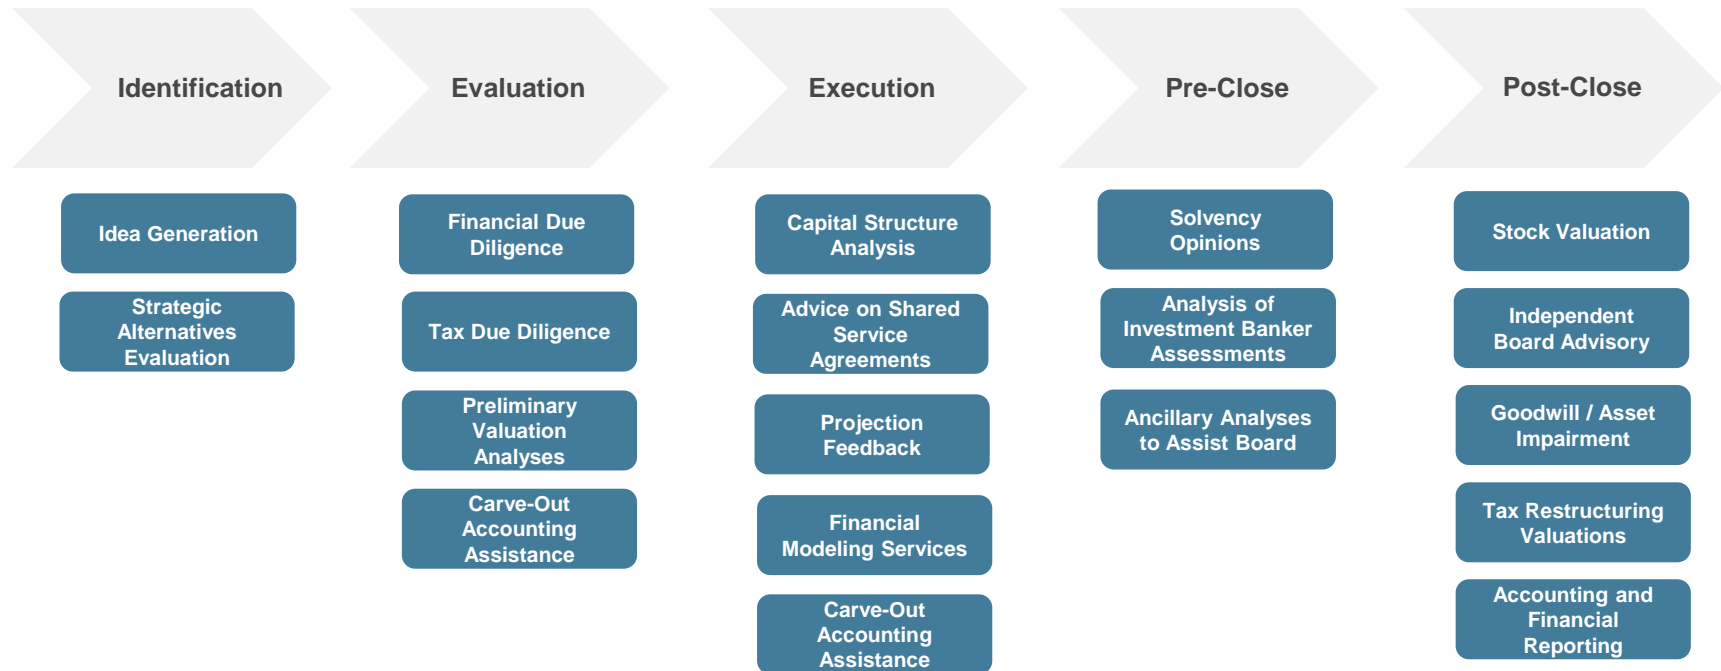 Identification
Evaluation
Execution
Pre-Close
Post-Close
Idea Generation
Strategic
Alternatives
Evaluation
Financial Due
Diligence
Tax Due Diligence
Preliminary
Valuation
Analyses
Carve-Out
Accounting
Assistance
Capital Structure
Analysis
Advice on Shared
Service
Agreements
Projection
Feedback
Financial
Modeling Services
Carve-Out
Accounting
Assistance
Solvency
Opinions
Analysis of
Investment Banker
Assessments
Ancillary Analyses
to Assist Board
Stock Valuation
Independent
Board Advisory
Goodwill / Asset
Impairment
Tax Restructuring
Valuations
Accounting and
Financial
Reporting